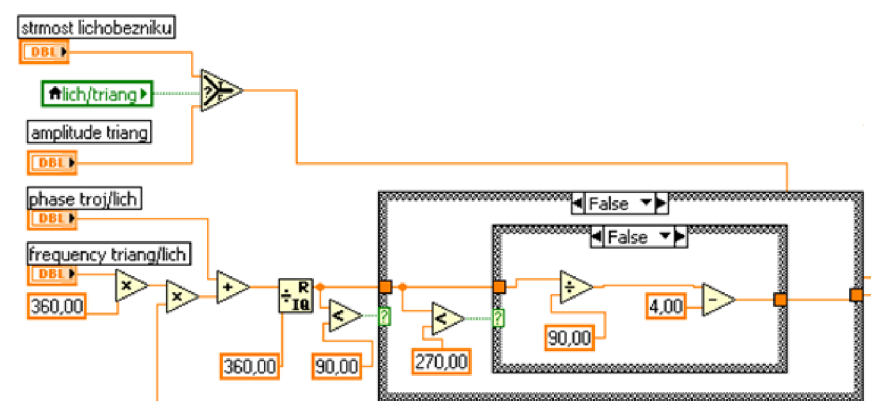 strmost lichobezniku
DBL
lich/triang
? T F
amplitude triang
DBL
phase troj/lich
DBL
frequency triang/lich
DBL
360,00
×
×
+
÷ R IQ
360,00
<
90,00
?
False
<
270,00
?
False
÷
90,00
4,00
-